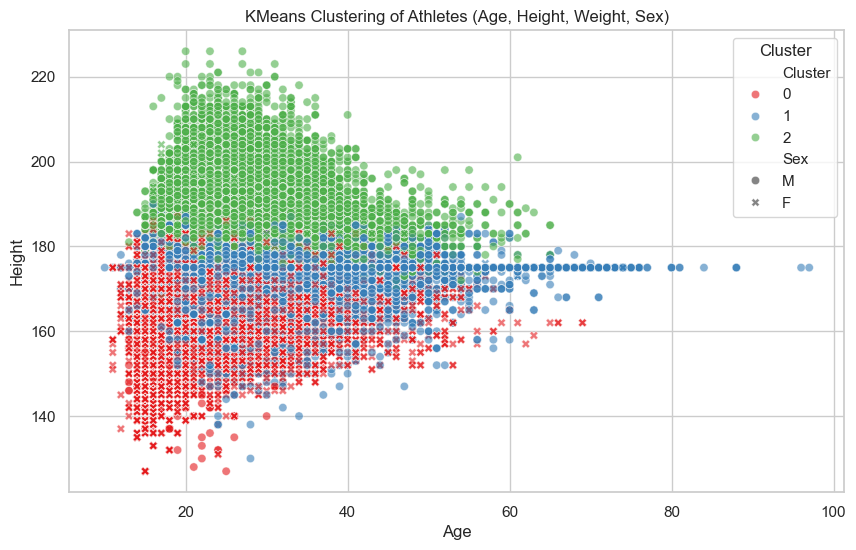 KMeans Clustering of Athletes (Age, Height, Weight, Sex)
Cluster
Cluster
0
1
2
Sex
M
F
Height
220
200
180
160
140
20
40
60
80
100
Age